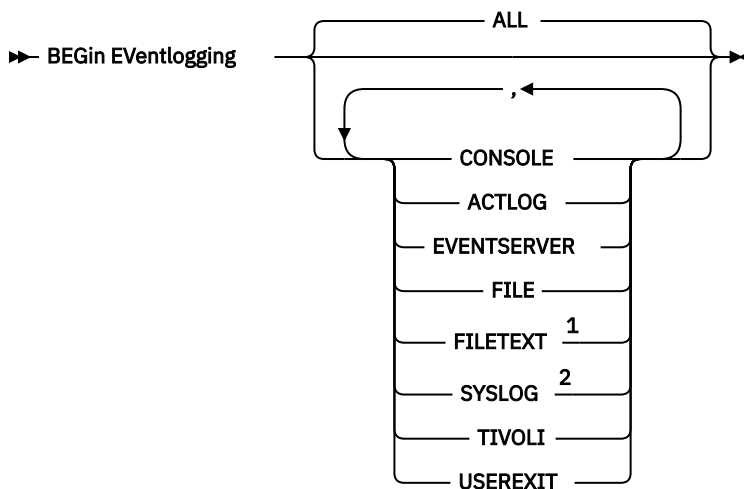 ALL
BEGin EVentlogging
,
CONSOLE
ACTLOG
EVENTSERVER
FILE
FILETEXT 1
SYSLOG 2
TIVOLI
USEREXIT